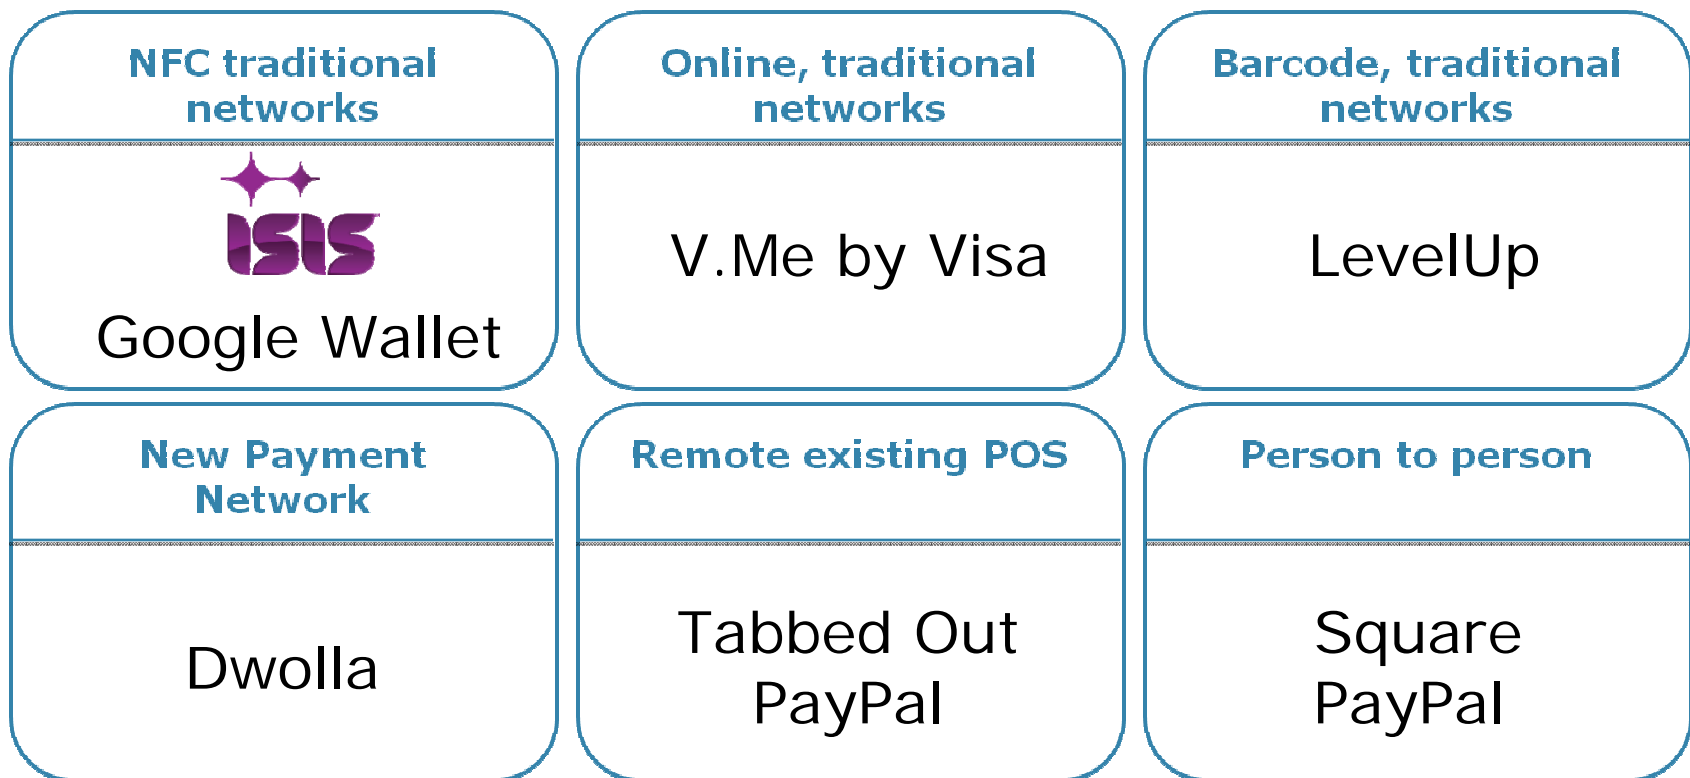 NFC traditional
networks
ISIS
Google Wallet
Online, traditional
networks
V.Me by Visa
Barcode, traditional
networks
LevelUp
New Payment
Network
Dwolla
Remote existing POS
Tabbed Out
PayPal
Person to person
Square
PayPal